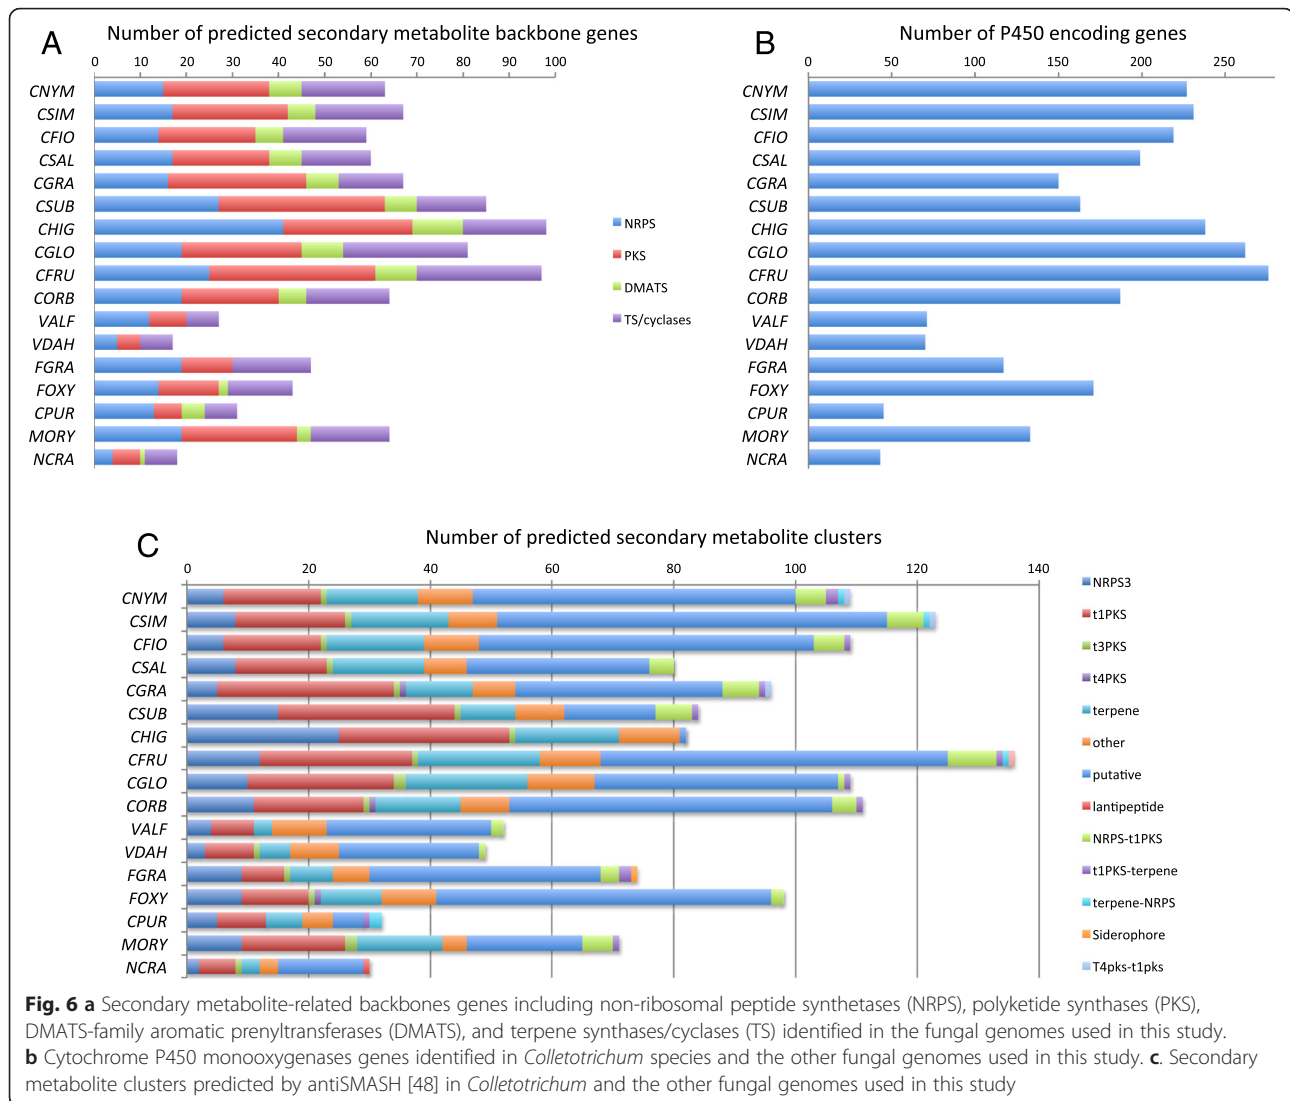 A
Number of predicted secondary metabolite backbone genes
0 10 20 30 40 50 60 70 80 90 100
CNYM
CSIM
CFIO
CSAL
CGRA
CSUB
CHIG
CGLO
CFRU
CORB
VALF
VDAH
FGRA
FOXY
CPUR
MORY
NCRA
NRPS
PKS
DMATS
TS/cyclases
B
Number of P450 encoding genes
0 50 100 150 200 250
CNYM
CSIM
CFIO
CSAL
CGRA
CSUB
CHIG
CGLO
CFRU
CORB
VALF
VDAH
FGRA
FOXY
CPUR
MORY
NCRA
C
Number of predicted secondary metabolite clusters
0 20 40 60 80 100 120 140
CNYM
CSIM
CFIO
CSAL
CGRA
CSUB
CHIG
CFRU
CGLO
CORB
VALF
VDAH
FGRA
FOXY
CPUR
MORY
NCRA
NRPS3
t1PKS
t3PKS
t4PKS
terpene
other
putative
lantipeptide
NRPS-t1PKS
t1PKS-terpene
terpene-NRPS
Siderophore
T4pks-t1pks
Fig. 6 a Secondary metabolite-related backbones genes including non-ribosomal peptide synthetases (NRPS), polyketide synthases (PKS),
DMATS-family aromatic prenyltransferases (DMATS), and terpene synthases/cyclases (TS) identified in the fungal genomes used in this study.
b Cytochrome P450 monooxygenases genes identified in Colletotrichum species and the other fungal genomes used in this study. c. Secondary
metabolite clusters predicted by antiSMASH [48] in Colletotrichum and the other fungal genomes used in this study